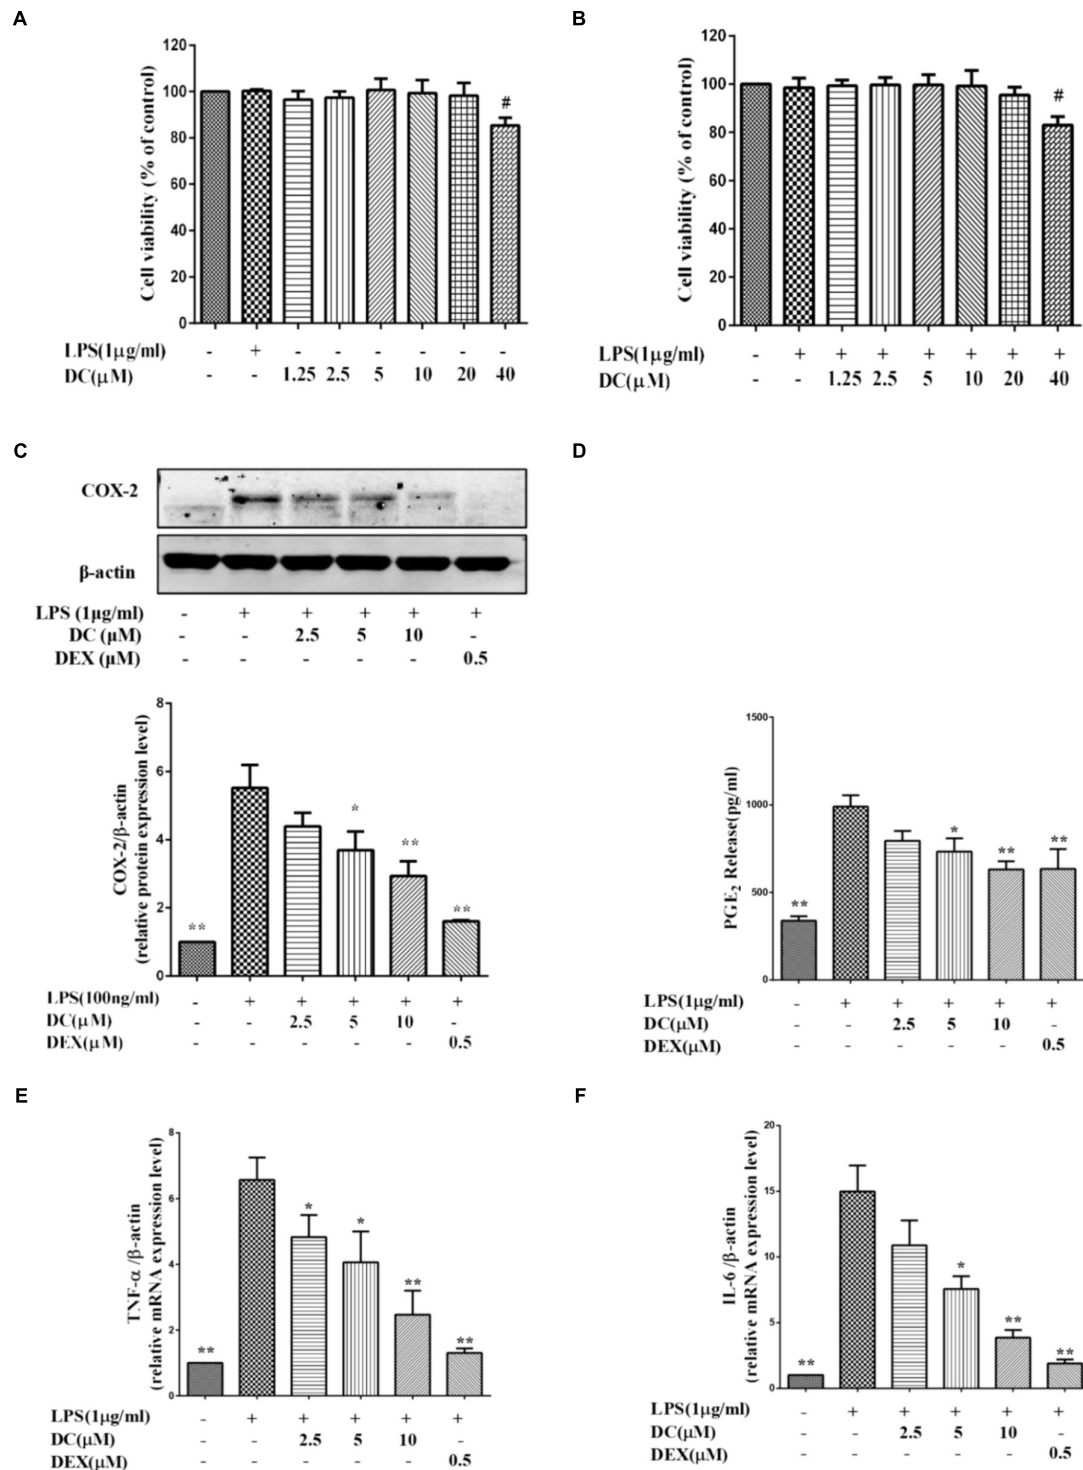 A
120
100
80
60
40
20
0
Cell viability (% of control)
#
LPS(1μg/ml) - + - - - - - -
DC(μM) - - 1.25 2.5 5 10 20 40
B
120
100
80
60
40
20
0
Cell viability (% of control)
#
LPS(1μg/ml) - + + + + + + +
DC(μM) - - 1.25 2.5 5 10 20 40
C
COX-2
β-actin
LPS (1μg/ml) - + + + + +
DC (μM) - - 2.5 5 10 -
DEX (μM) - - - - - 0.5
8
6
4
2
0
COX-2/β-actin
(relative protein expression level)
** * ** **
LPS(100ng/ml) - + + + + +
DC(μM) - - 2.5 5 10 -
DEX(μM) - - - - - 0.5
D
1500
1000
500
0
PGE2 Release(pg/ml)
** * ** **
LPS(1μg/ml) - + + + + +
DC(μM) - - 2.5 5 10 -
DEX(μM) - - - - - 0.5
E
8
6
4
2
0
TNF-α /β-actin
(relative mRNA expression level)
** * * ** **
LPS(1μg/ml) - + + + + +
DC(μM) - - 2.5 5 10 -
DEX(μM) - - - - - 0.5
F
20
15
10
5
0
IL-6 /β-actin
(relative mRNA expression level)
** * ** **
LPS(1μg/ml) - + + + + +
DC(μM) - - 2.5 5 10 -
DEX(μM) - - - - - 0.5